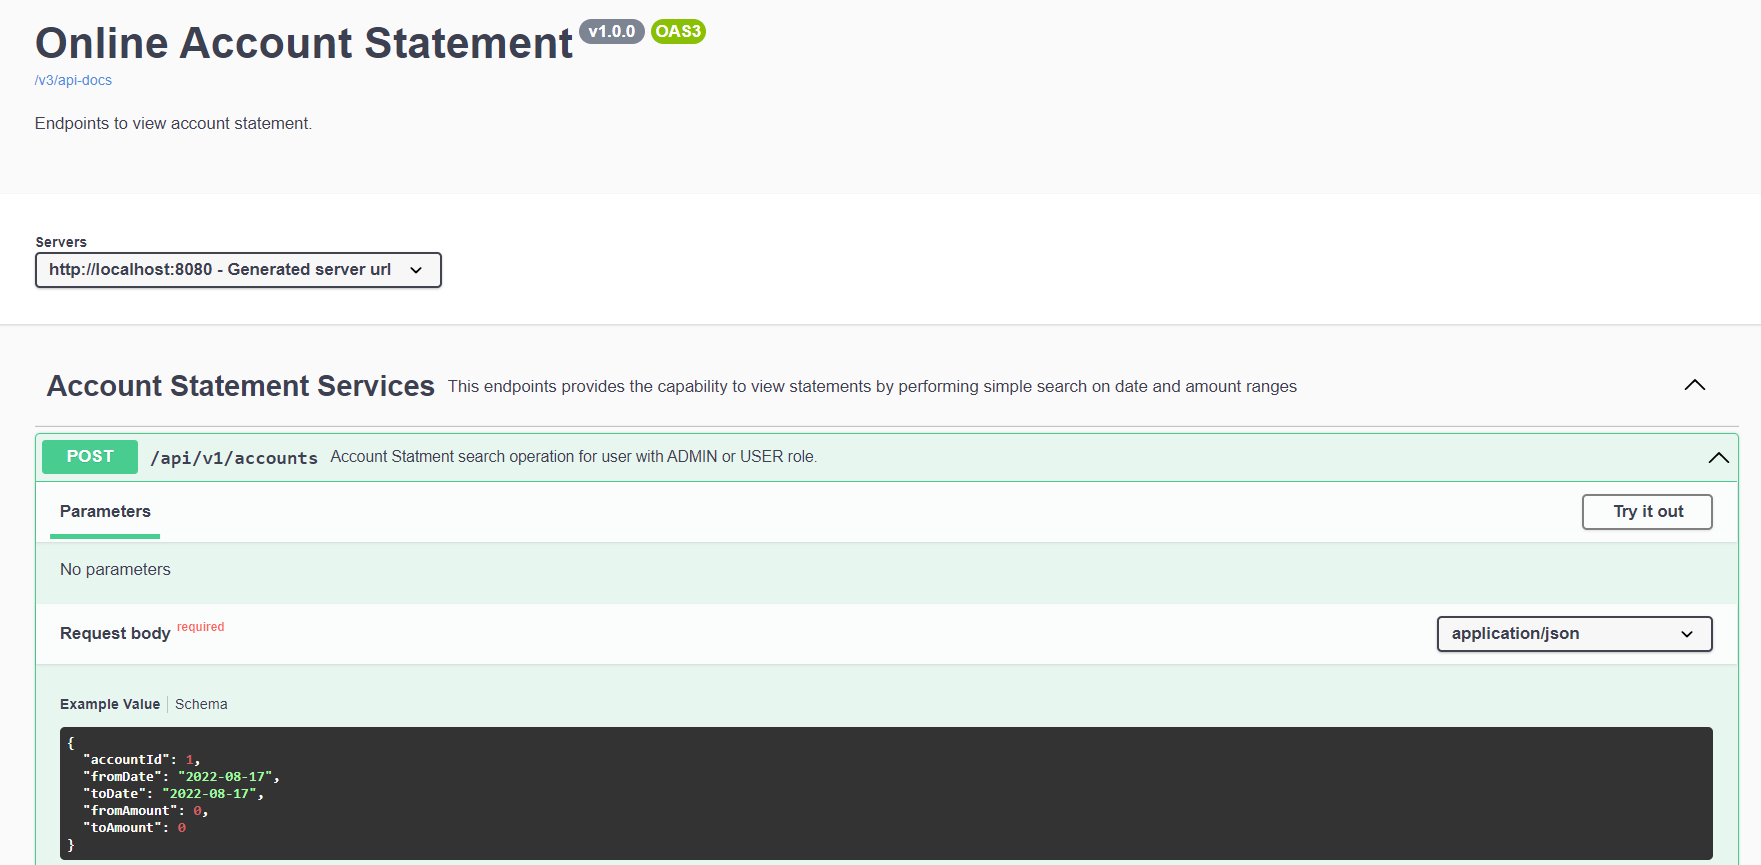 Online Account Statement v1.0.0 OAS3
/v3/api-docs
Endpoints to view account statement.
Servers
http://localhost:8080 - Generated server url
Account Statement Services This endpoints provides the capability to view statements by performing simple search on date and amount ranges
POST /api/v1/accounts Account Statment search operation for user with ADMIN or USER role.
Parameters Try it out
No parameters
Request body required application/json
Example Value Schema
{
"accountId": 1,
"fromDate": "2022-08-17",
"toDate": "2022-08-17",
"fromAmount": 0,
"toAmount": 0
}